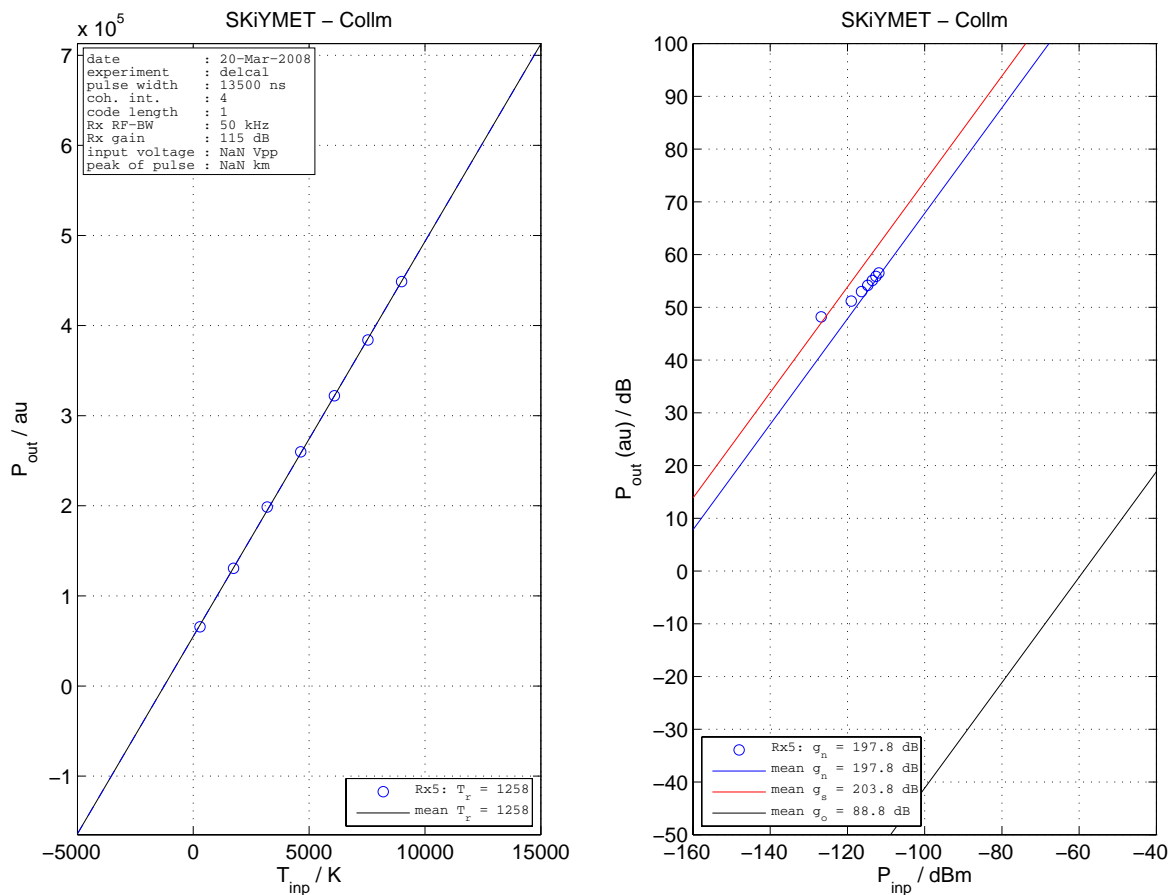 SKiYMET − Collm
x 10^5
7
6
5
4
3
2
1
0
−1
P_out / au
date : 20−Mar−2008
experiment : delcal
pulse width : 13500 ns
coh. int. : 4
code length : 1
Rx RF−BW : 50 kHz
Rx gain : 115 dB
input voltage : NaN Vpp
peak of pulse : NaN km
Rx5: T_r = 1258
mean T_r = 1258
−5000 0 5000 10000 15000
T_inp / K
SKiYMET − Collm
100
90
80
70
60
50
40
30
20
10
0
−10
−20
−30
−40
−50
P_out (au) / dB
Rx5: g_n = 197.8 dB
mean g_n = 197.8 dB
mean g_s = 203.8 dB
mean g_o = 88.8 dB
−160 −140 −120 −100 −80 −60 −40
P_inp / dBm